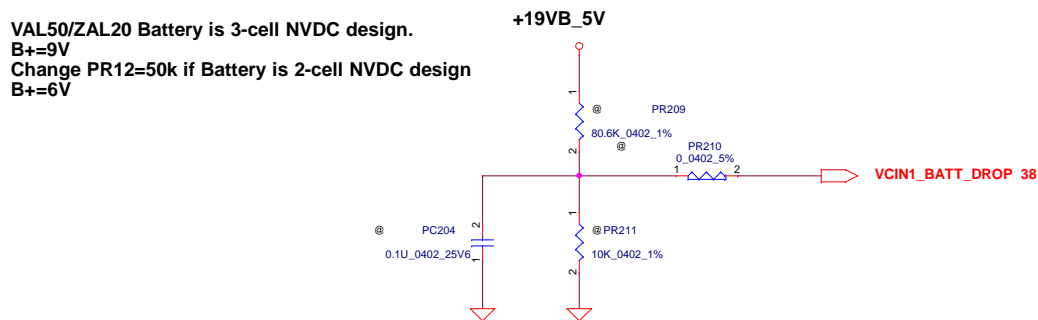 VAL50/ZAL20 Battery is 3-cell NVDC design.
B+=9V
Change PR12=50k if Battery is 2-cell NVDC design
B+=6V
+19VB_5V
1
@ PR209
80.6K_0402_1%
2
@
PR210
0_0402_5%
1 2
VCIN1_BATT_DROP 38
@ PC204
0.1U_0402_25V6
2
1
1
@ PR211
10K_0402_1%
2